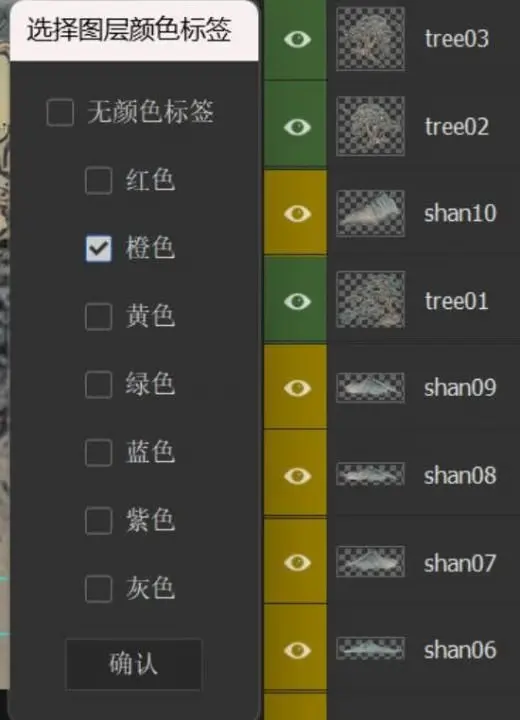 选择图层颜色标签
无颜色标签
红色
橙色
黄色
绿色
蓝色
紫色
灰色
确认
tree03
tree02
shan10
tree01
shan09
shan08
shan07
shan06